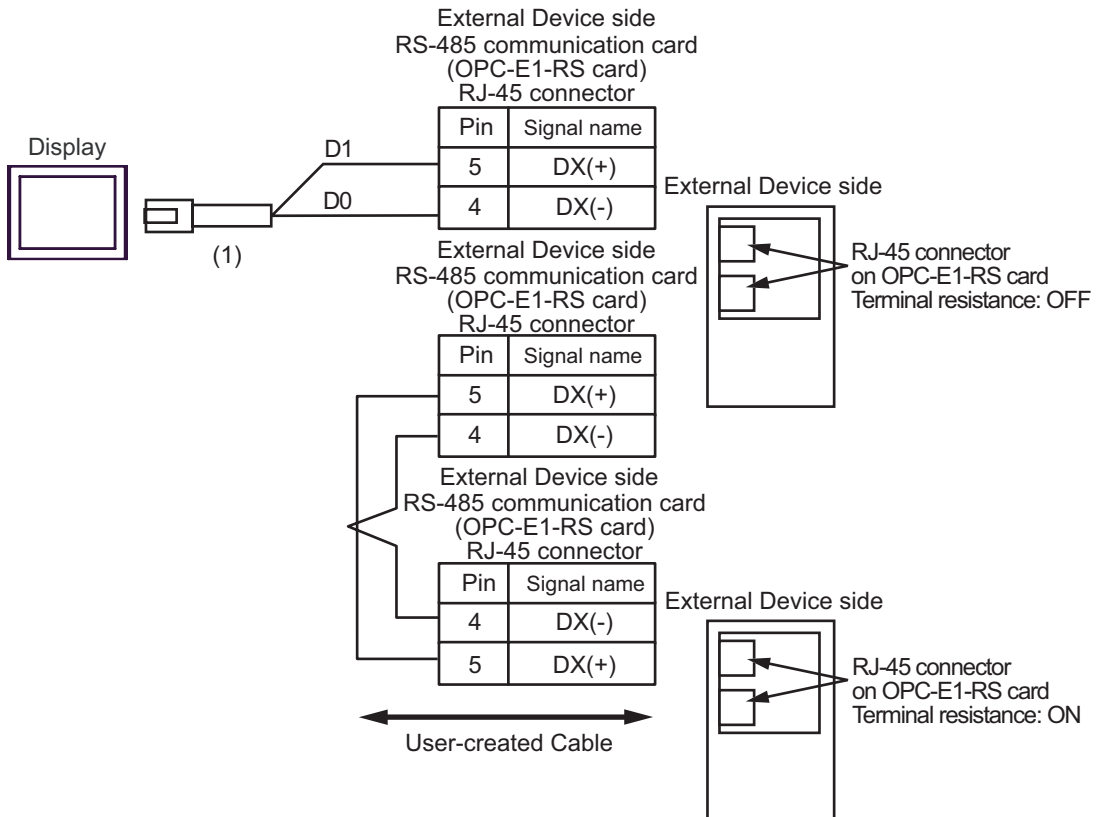 External Device side
RS-485 communication card
(OPC-E1-RS card)
RJ-45 connector
Pin Signal name
5 DX(+)
4 DX(-)
Display
D1
D0
(1)
External Device side
RJ-45 connector
on OPC-E1-RS card
Terminal resistance: OFF
External Device side
RS-485 communication card
(OPC-E1-RS card)
RJ-45 connector
Pin Signal name
5 DX(+)
4 DX(-)
External Device side
RS-485 communication card
(OPC-E1-RS card)
RJ-45 connector
Pin Signal name
4 DX(-)
5 DX(+)
User-created Cable
External Device side
RJ-45 connector
on OPC-E1-RS card
Terminal resistance: ON